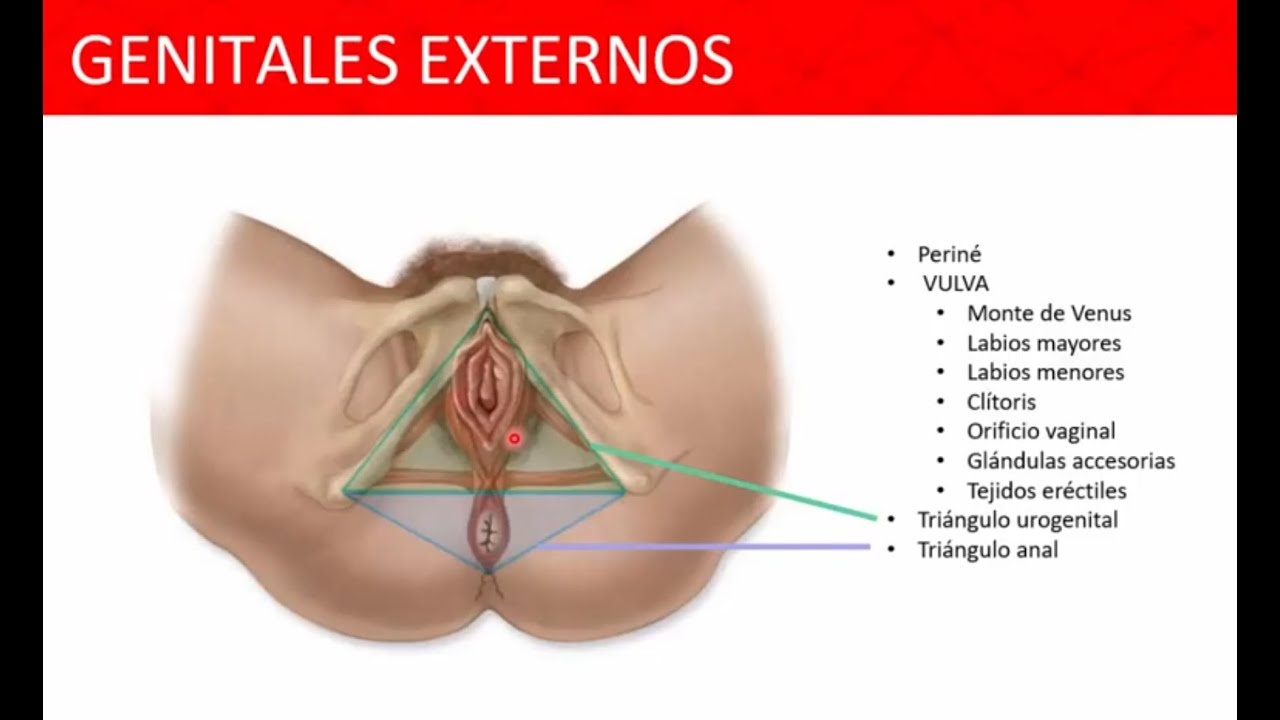 GENITALES EXTERNOS
• Periné
• VULVA
• Monte de Venus
• Labios mayores
• Labios menores
• Clítoris
• Orificio vaginal
• Glándulas accesorias
• Tejidos eréctiles
• Triángulo urogenital
• Triángulo anal